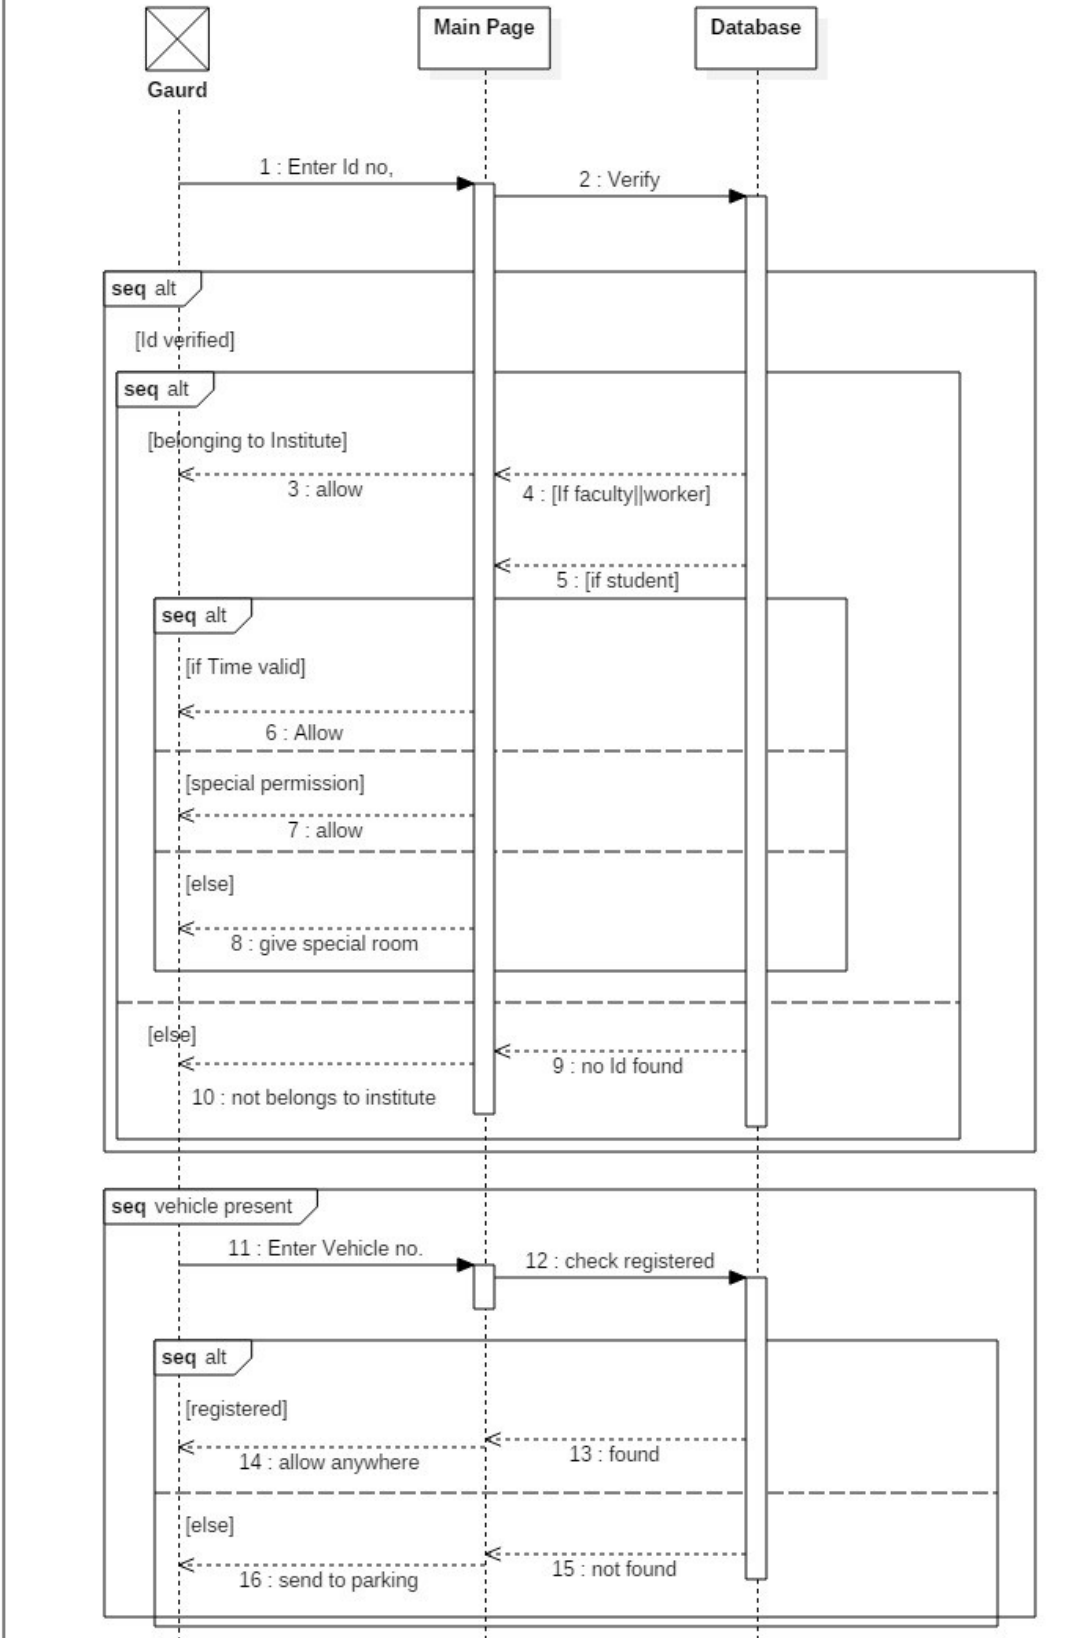 Main Page
Database
Gaurd
1 : Enter Id no,
2 : Verify
seq alt
[Id verified]
seq alt
[belonging to Institute]
3 : allow
4 : [If faculty||worker]
5 : [if student]
seq alt
[if Time valid]
6 : Allow
[special permission]
7 : allow
[else]
8 : give special room
[else]
9 : no Id found
10 : not belongs to institute
seq vehicle present
11 : Enter Vehicle no.
12 : check registered
seq alt
[registered]
13 : found
14 : allow anywhere
[else]
15 : not found
16 : send to parking